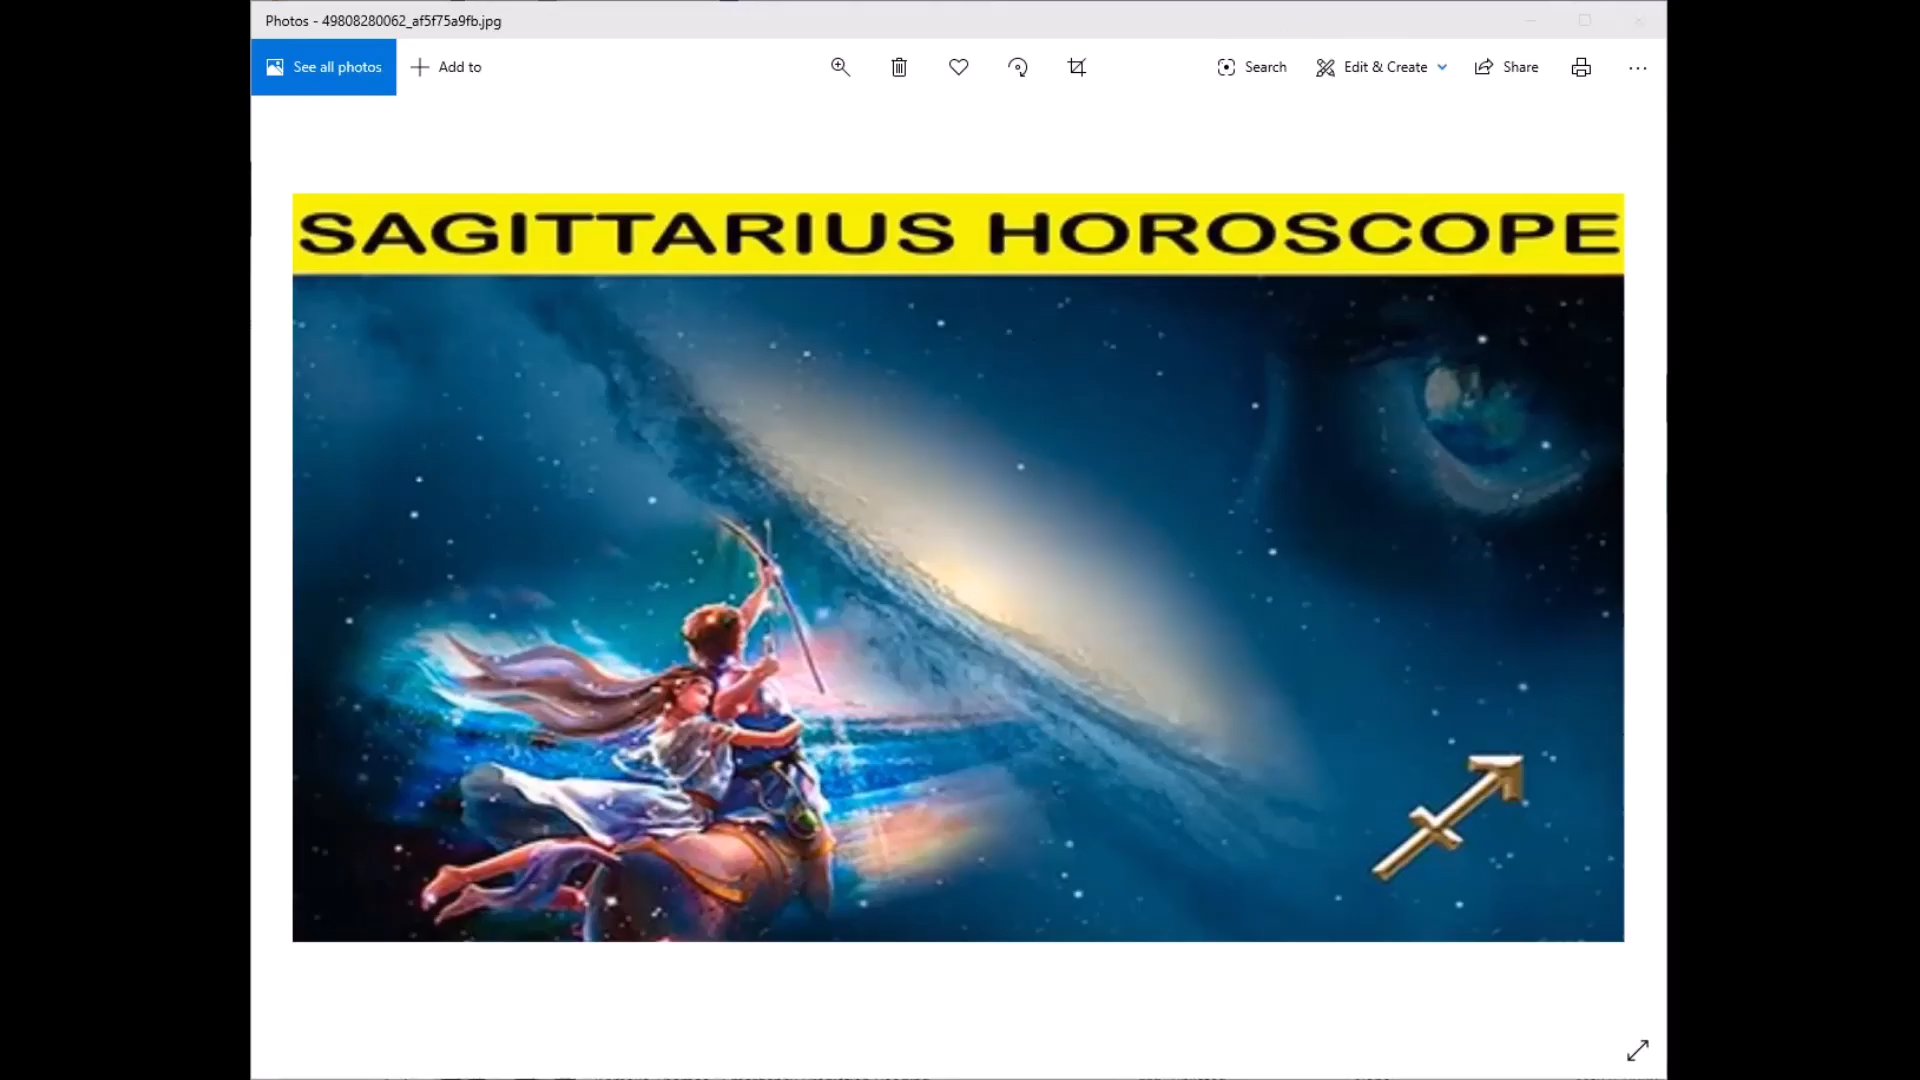 Photos - 49808280062_af5f75a9fb.jpg
See all photos
Add to
Search
Edit & Create
Share
SAGITTARIUS HOROSCOPE